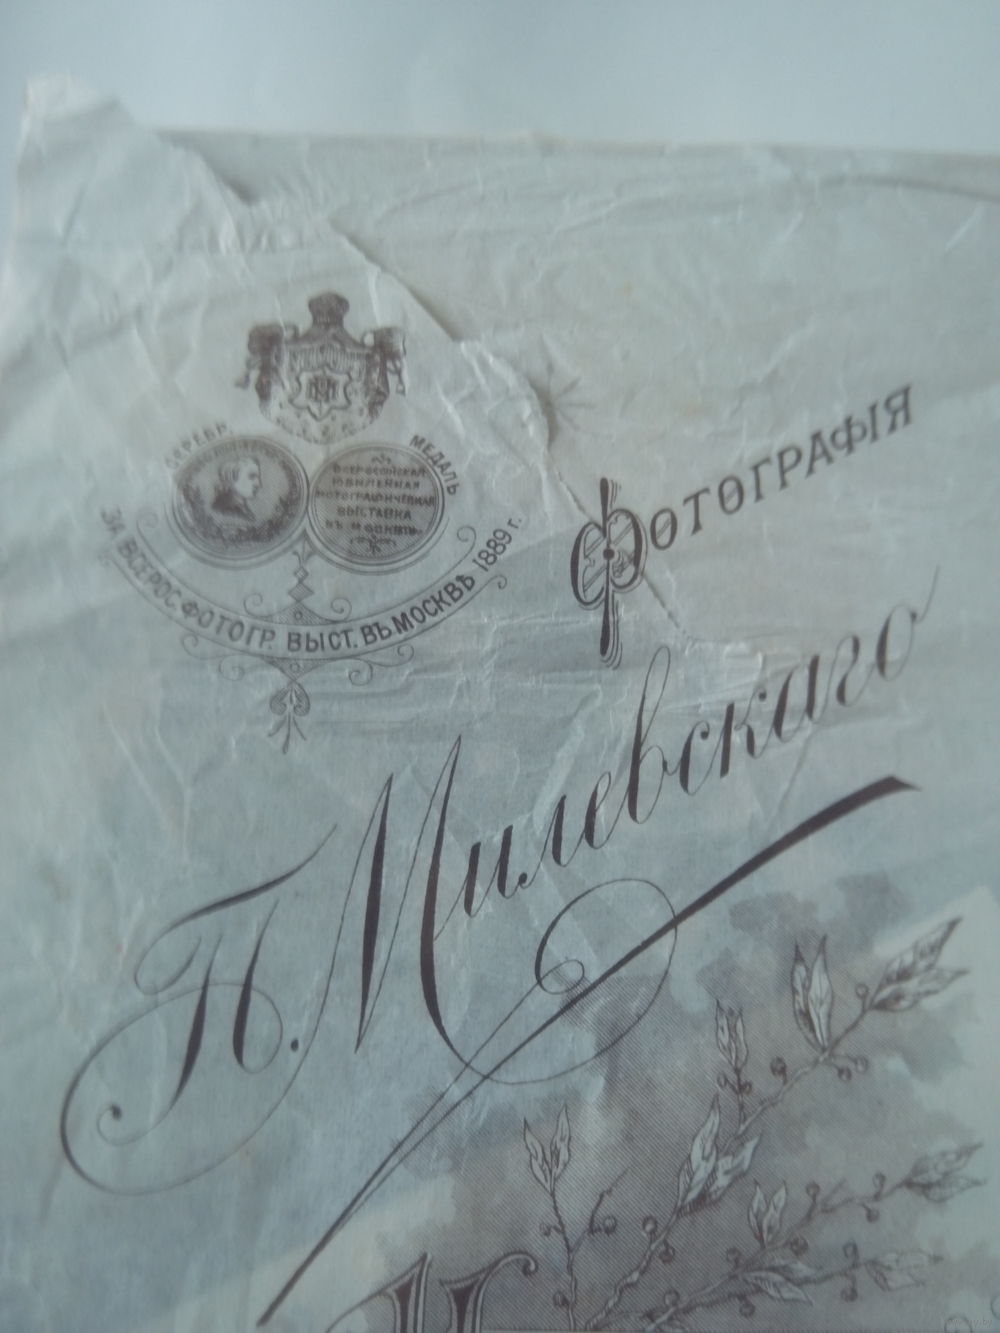 СЕРЕБР. МЕДАЛЬ
ВСЕРОССІЙСКАЯ
ЮБИЛЕЙНАЯ
ФОТОГРАФИЧЕСКАЯ
ВЫСТАВКА
ВЪ МОСКВѢ
ЗА ВСЕРОС. ФОТОГР. ВЫСТ. ВЪ МОСКВѢ 1889 г.
ФОТОГРАФІЯ
П. Милевскаго